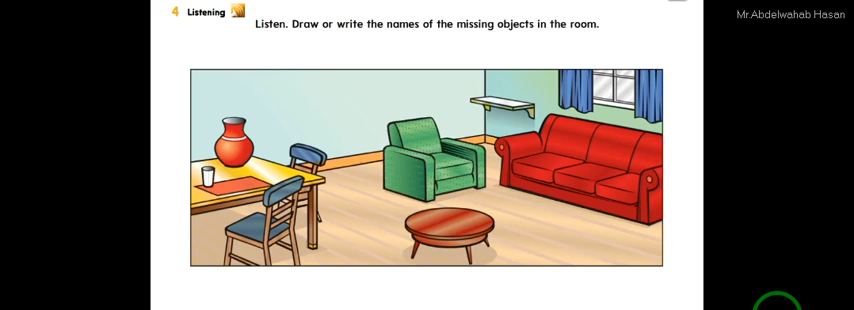 Mr.Abdelwahab Hasan
4 Listening
Listen. Draw or write the names of the missing objects in the room.